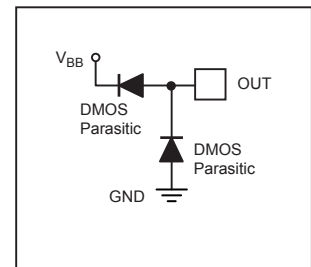 VBB
OUT
DMOS
Parasitic
DMOS
Parasitic
GND